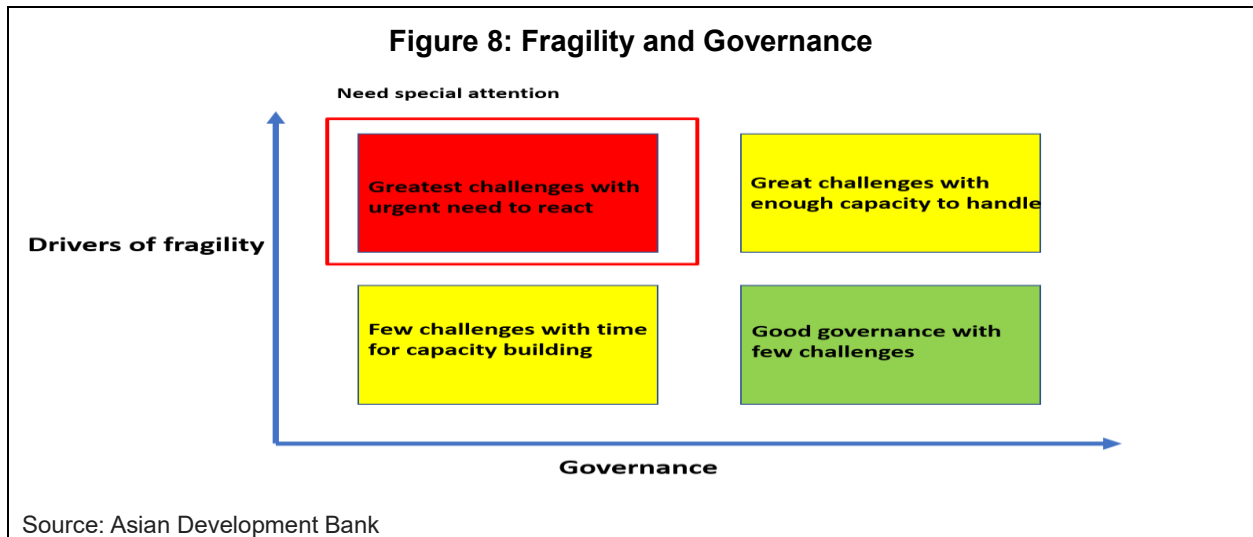 Figure 8: Fragility and Governance
Need special attention
Greatest challenges with
urgent need to react
Great challenges with
enough capacity to handle
Drivers of fragility
Few challenges with time
for capacity building
Good governance with
few challenges
Governance
Source: Asian Development Bank